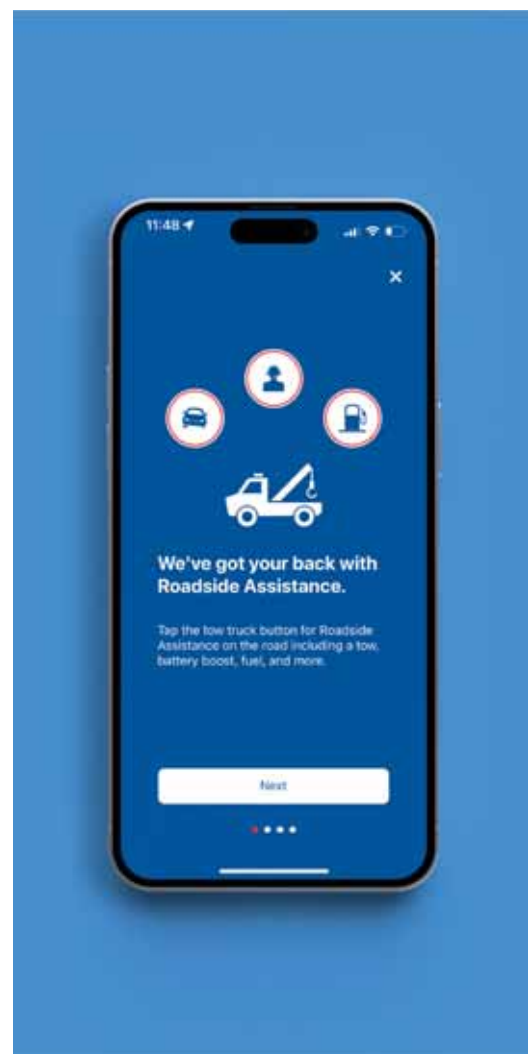 11:48
We've got your back with
Roadside Assistance.
Tap the tow truck button for Roadside
Assistance on the road including a tow,
battery boost, fuel, and more.
Next